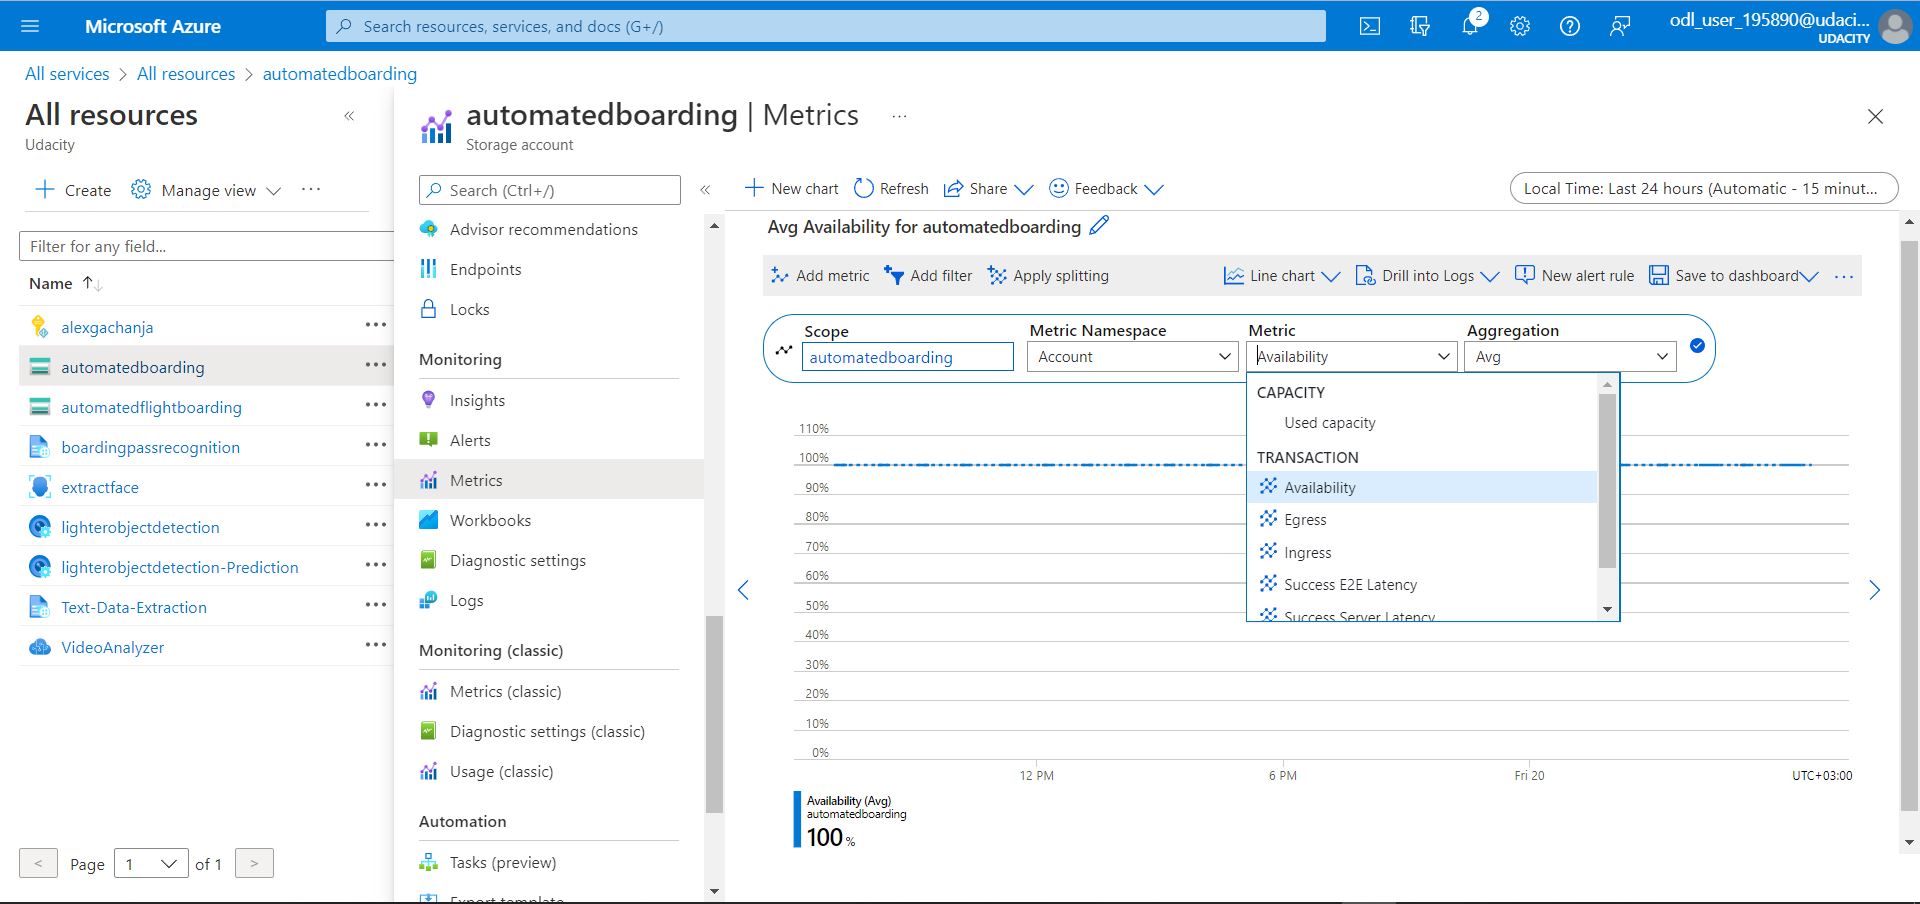 Microsoft Azure
Search resources, services, and docs (G+/)
2
odl_user_195890@udaci...
UDACITY
All services > All resources > automatedboarding
All resources
Udacity
«
Create
Manage view
...
Filter for any field...
Name ↑↓
alexgachanja
automatedboarding
automatedflightboarding
boardingpassrecognition
extractface
lighterobjectdetection
lighterobjectdetection-Prediction
Text-Data-Extraction
VideoAnalyzer
< Page 1 of 1 >
automatedboarding | Metrics ...
Storage account
Search (Ctrl+/)
«
Advisor recommendations
Endpoints
Locks
Monitoring
Insights
Alerts
Metrics
Workbooks
Diagnostic settings
Logs
Monitoring (classic)
Metrics (classic)
Diagnostic settings (classic)
Usage (classic)
Automation
Tasks (preview)
Export template
New chart Refresh Share Feedback
Local Time: Last 24 hours (Automatic - 15 minut...
Avg Availability for automatedboarding
Add metric Add filter Apply splitting Line chart Drill into Logs New alert rule Save to dashboard ...
Scope Metric Namespace Metric Aggregation
automatedboarding Account Availability Avg
CAPACITY
Used capacity
TRANSACTION
Availability
Egress
Ingress
Success E2E Latency
Success Server Latency
110%
100%
90%
80%
70%
60%
50%
40%
30%
20%
10%
0%
12 PM 6 PM Fri 20 UTC+03:00
Availability (Avg)
automatedboarding
100 %